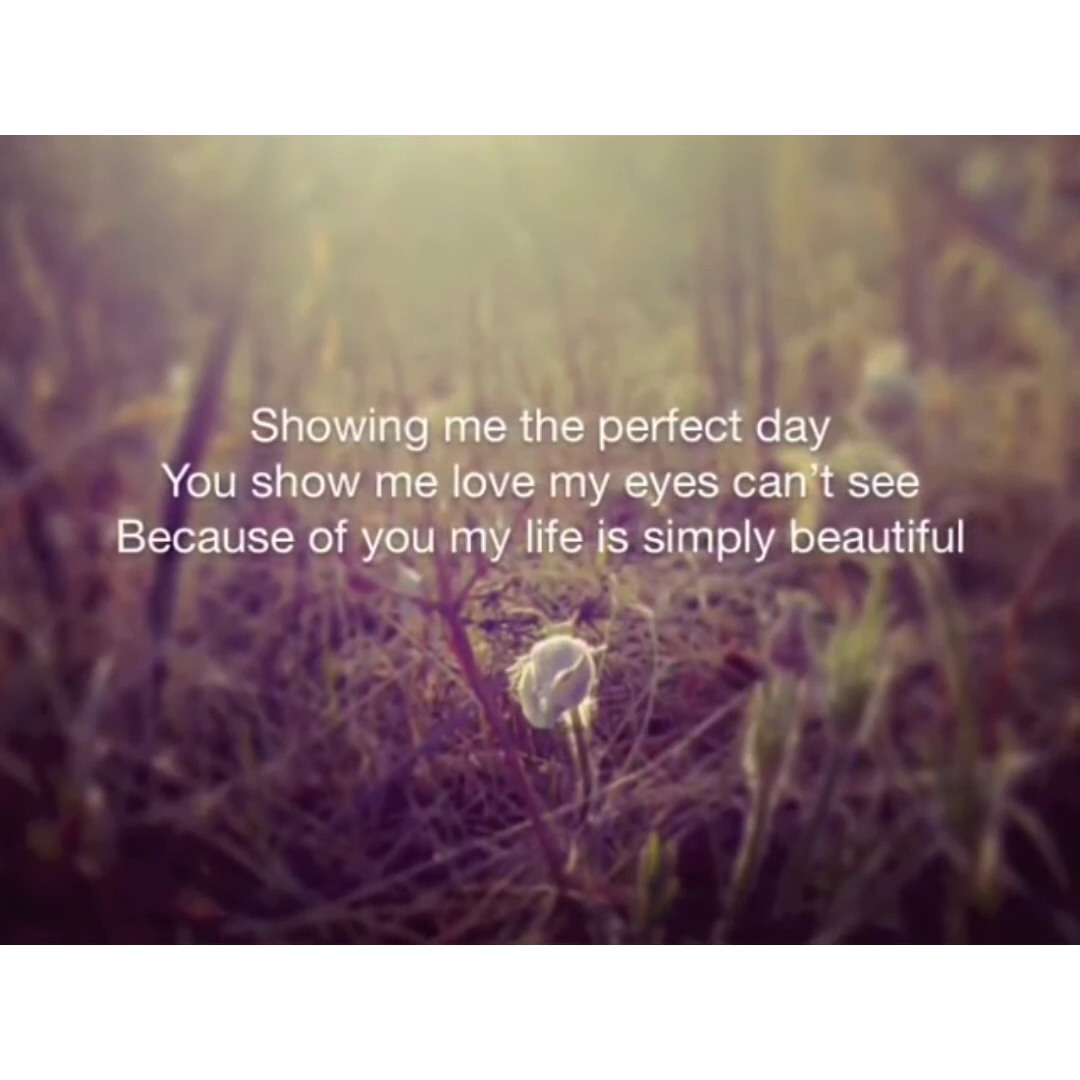 Showing me the perfect day
You show me love my eyes can’t see
Because of you my life is simply beautiful